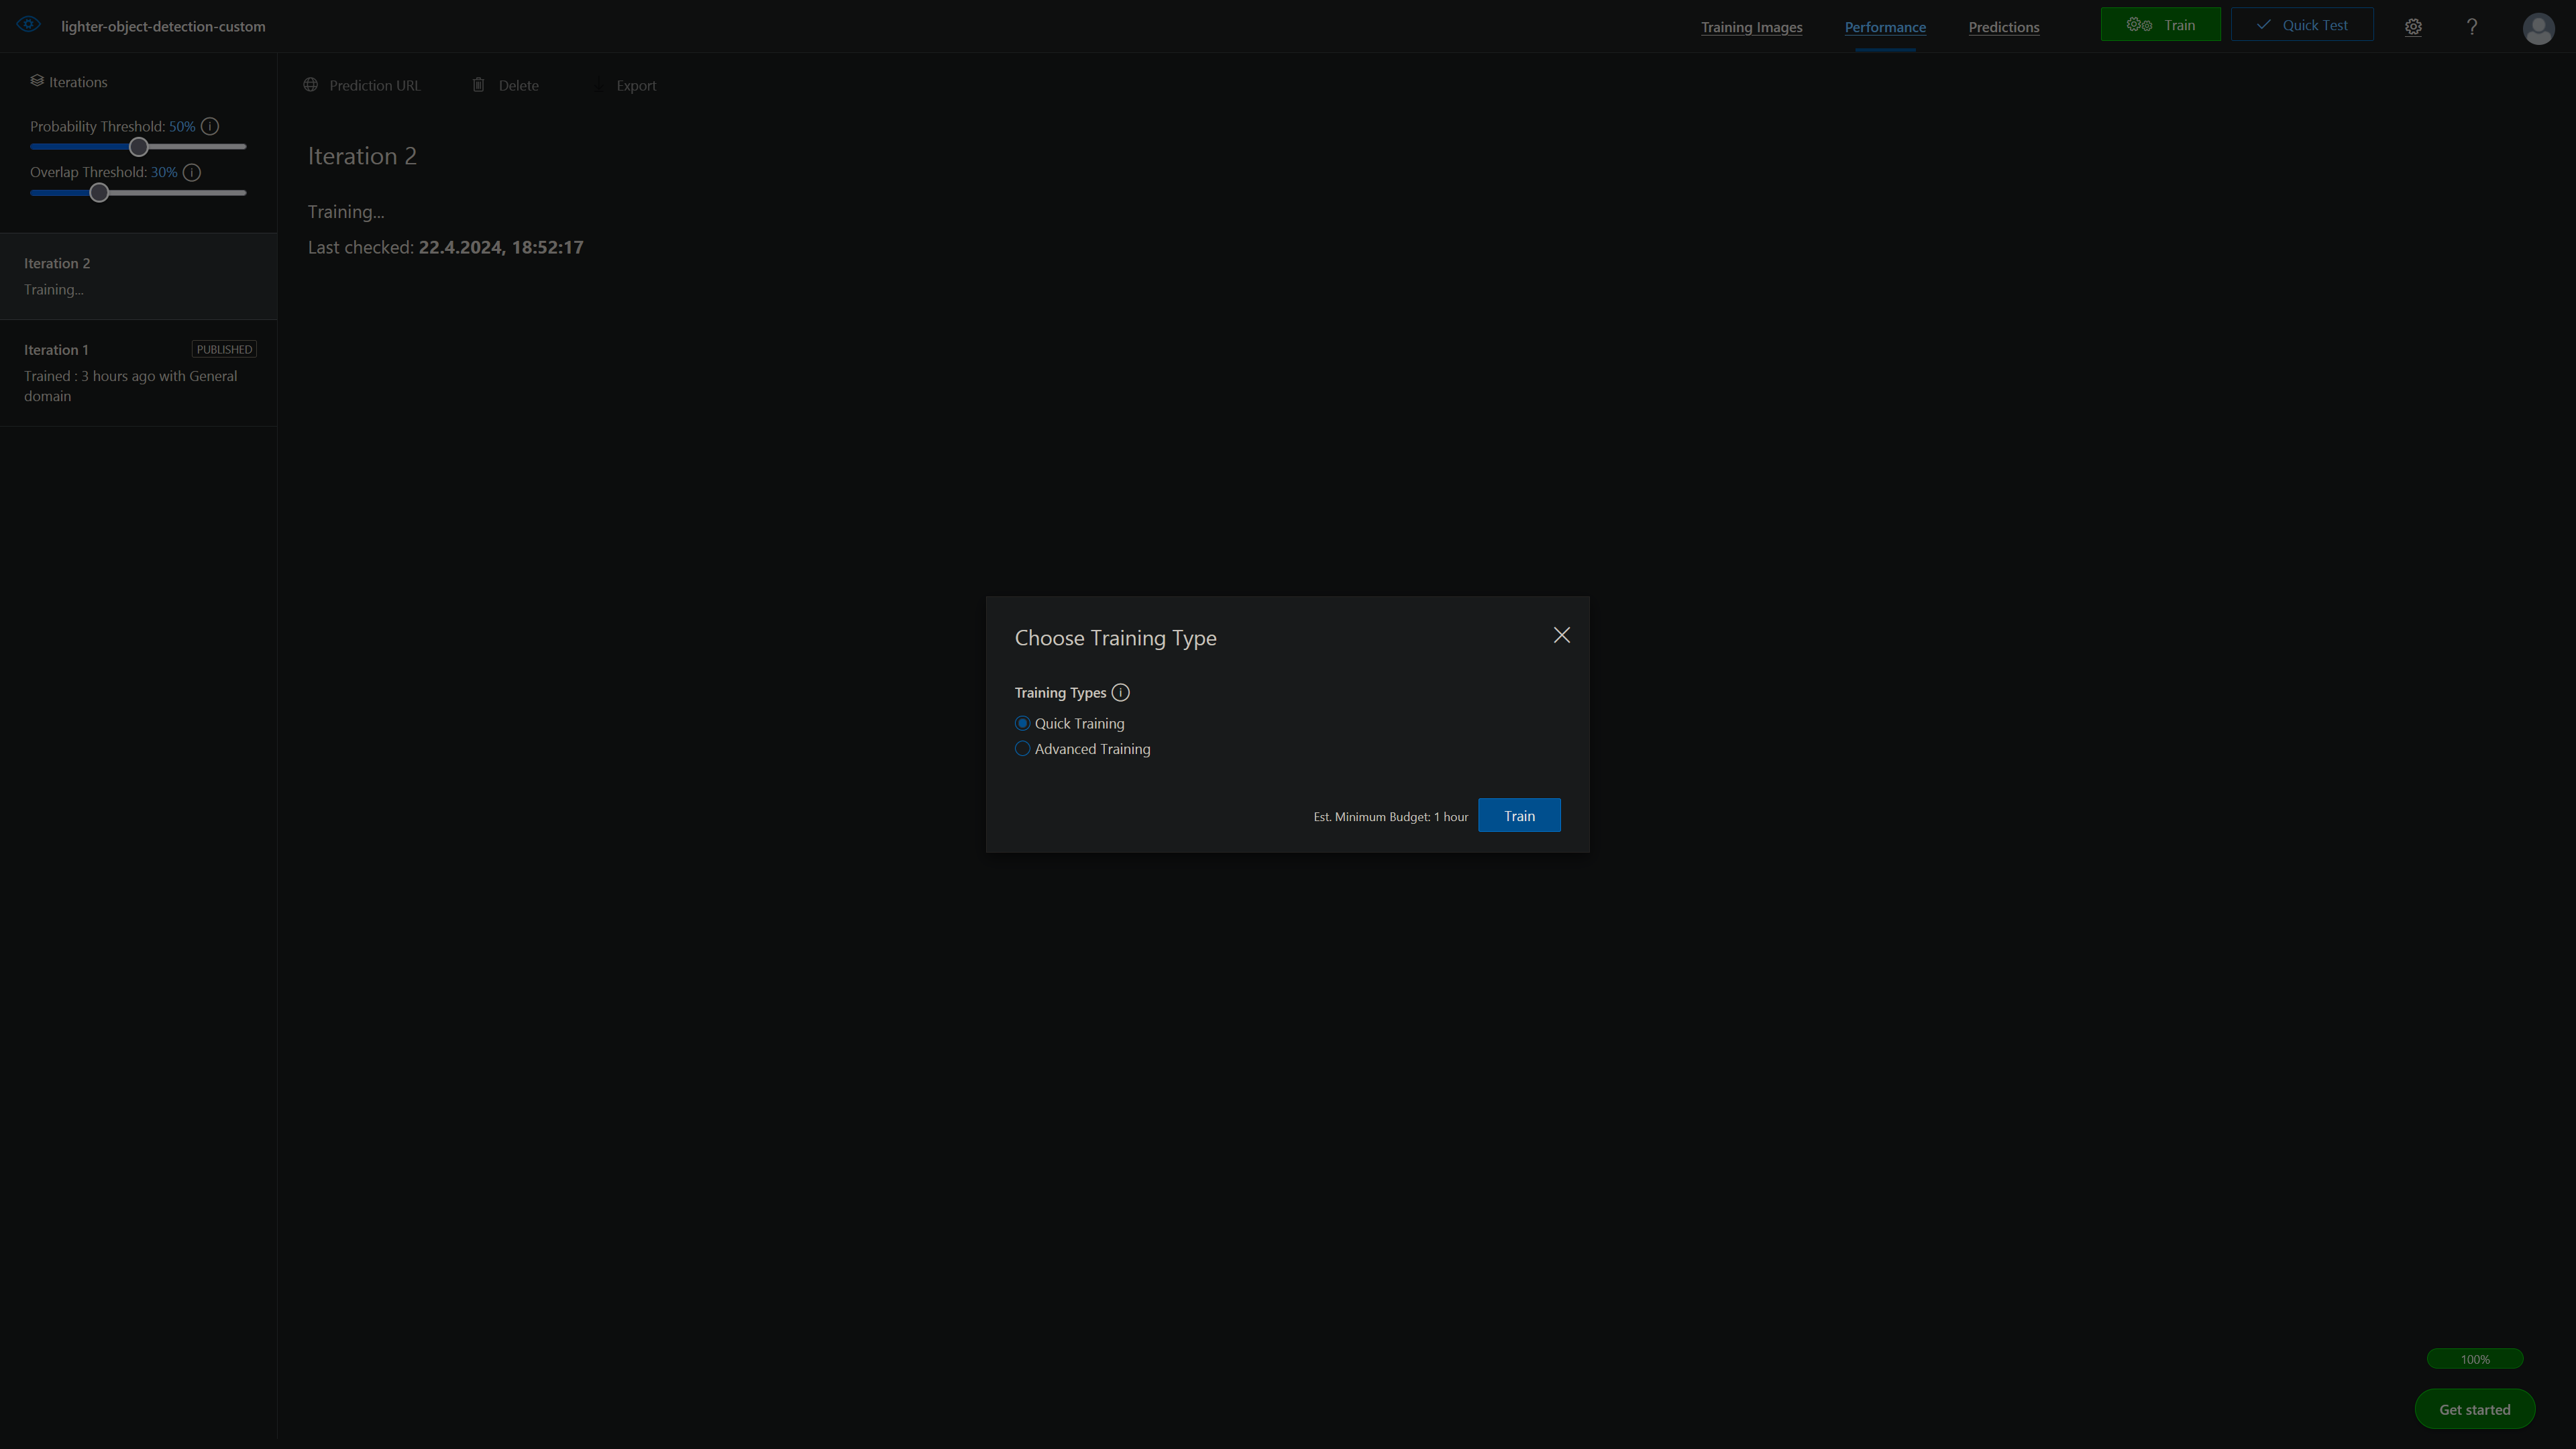 lighter-object-detection-custom
Training Images
Performance
Predictions
Train
Quick Test
?
Iterations
Probability Threshold: 50%
Overlap Threshold: 30%
Iteration 2
Training...
Iteration 1
PUBLISHED
Trained : 3 hours ago with General
domain
Prediction URL
Delete
Export
Iteration 2
Training...
Last checked: 22.4.2024, 18:52:17
Choose Training Type
Training Types
Quick Training
Advanced Training
Est. Minimum Budget: 1 hour
Train
100%
Get started